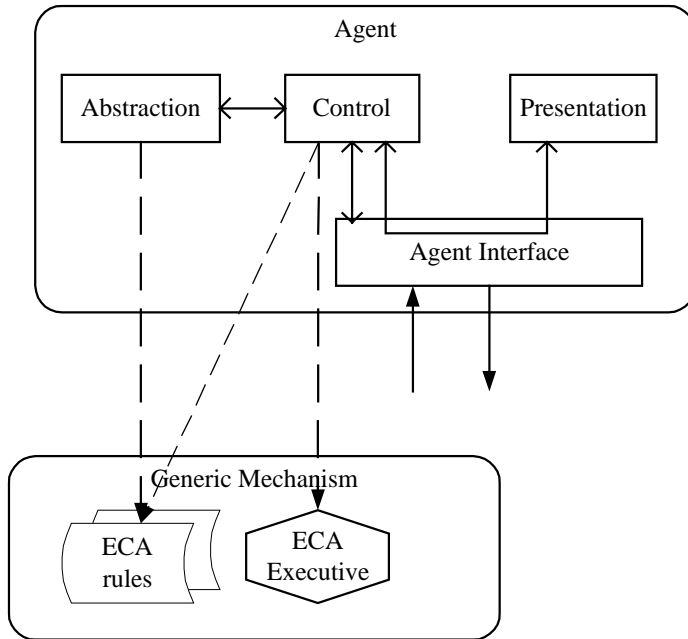 Agent
Abstraction
Control
Presentation
Agent Interface
Generic Mechanism
ECA
rules
ECA
Executive